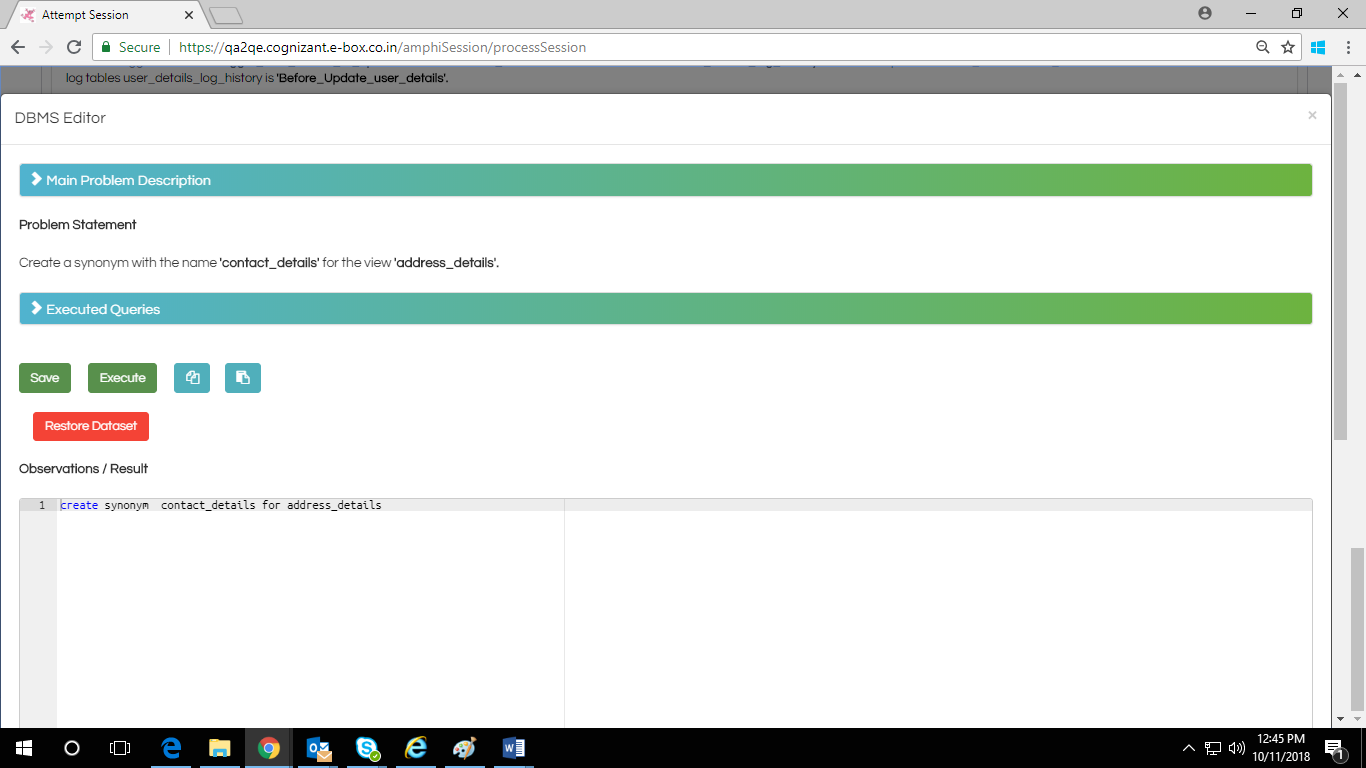 Attempt Session
Secure https://qa2qe.cognizant.e-box.co.in/amphiSession/processSession
log tables user_details_log_history is 'Before_Update_user_details'.
DBMS Editor
×
Main Problem Description
Problem Statement
Create a synonym with the name 'contact_details' for the view 'address_details'.
Executed Queries
Save Execute
Restore Dataset
Observations / Result
1 create synonym  contact_details for address_details
12:45 PM
10/11/2018
1